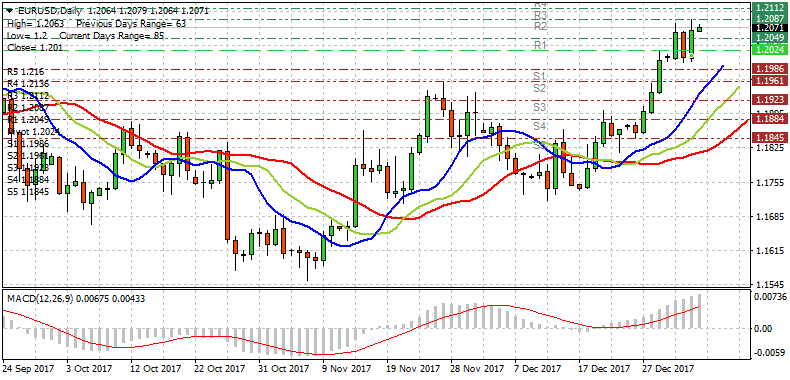 EURUSD,Daily 1.2064 1.2079 1.2064 1.2071
High= 1.2063 Previous Days Range= 63
Low= 1.2 Current Days Range= 85
Close= 1.201
R5 1.216
R4 1.2136
R3 1.2112
R2 1.2087
R1 1.2049
Pivot 1.2024
S1 1.1986
S2 1.1961
S3 1.1923
S4 1.1884
S5 1.1845
R4
R3
R2
R1
S1
S2
S3
S4
1.2112
1.2087
1.2071
1.2049
1.2024
1.1986
1.1961
1.1923
1.1884
1.1845
1.1825
1.1755
1.1685
1.1615
1.1545
MACD(12,26,9) 0.00675 0.00433
0.00736
0.00
-0.0059
24 Sep 2017 3 Oct 2017 12 Oct 2017 22 Oct 2017 31 Oct 2017 9 Nov 2017 19 Nov 2017 28 Nov 2017 7 Dec 2017 17 Dec 2017 27 Dec 2017